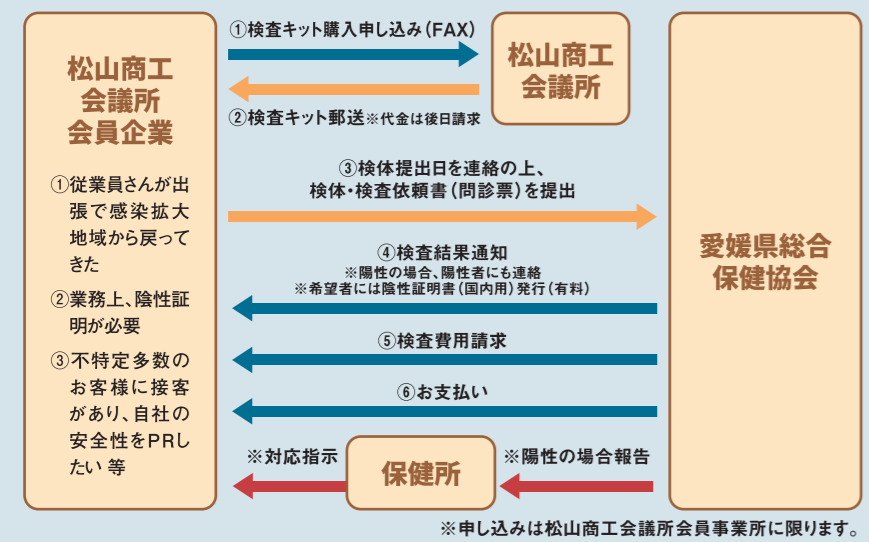 松山商工
会議所
会員企業
①従業員さんが出
張で感染拡大
地域から戻って
きた
②業務上、陰性証
明が必要
③不特定多数の
お客様に接客
があり、自社の
安全性をPRし
たい 等
①検査キット購入申し込み(FAX)
②検査キット郵送※代金は後日請求
松山商工
会議所
③検体提出日を連絡の上、
検体・検査依頼書(問診票)を提出
④検査結果通知
※陽性の場合、陽性者にも連絡
※希望者には陰性証明書(国内用)発行(有料)
⑤検査費用請求
⑥お支払い
愛媛県総合
保健協会
※対応指示
保健所
※陽性の場合報告
※申し込みは松山商工会議所会員事業所に限ります。